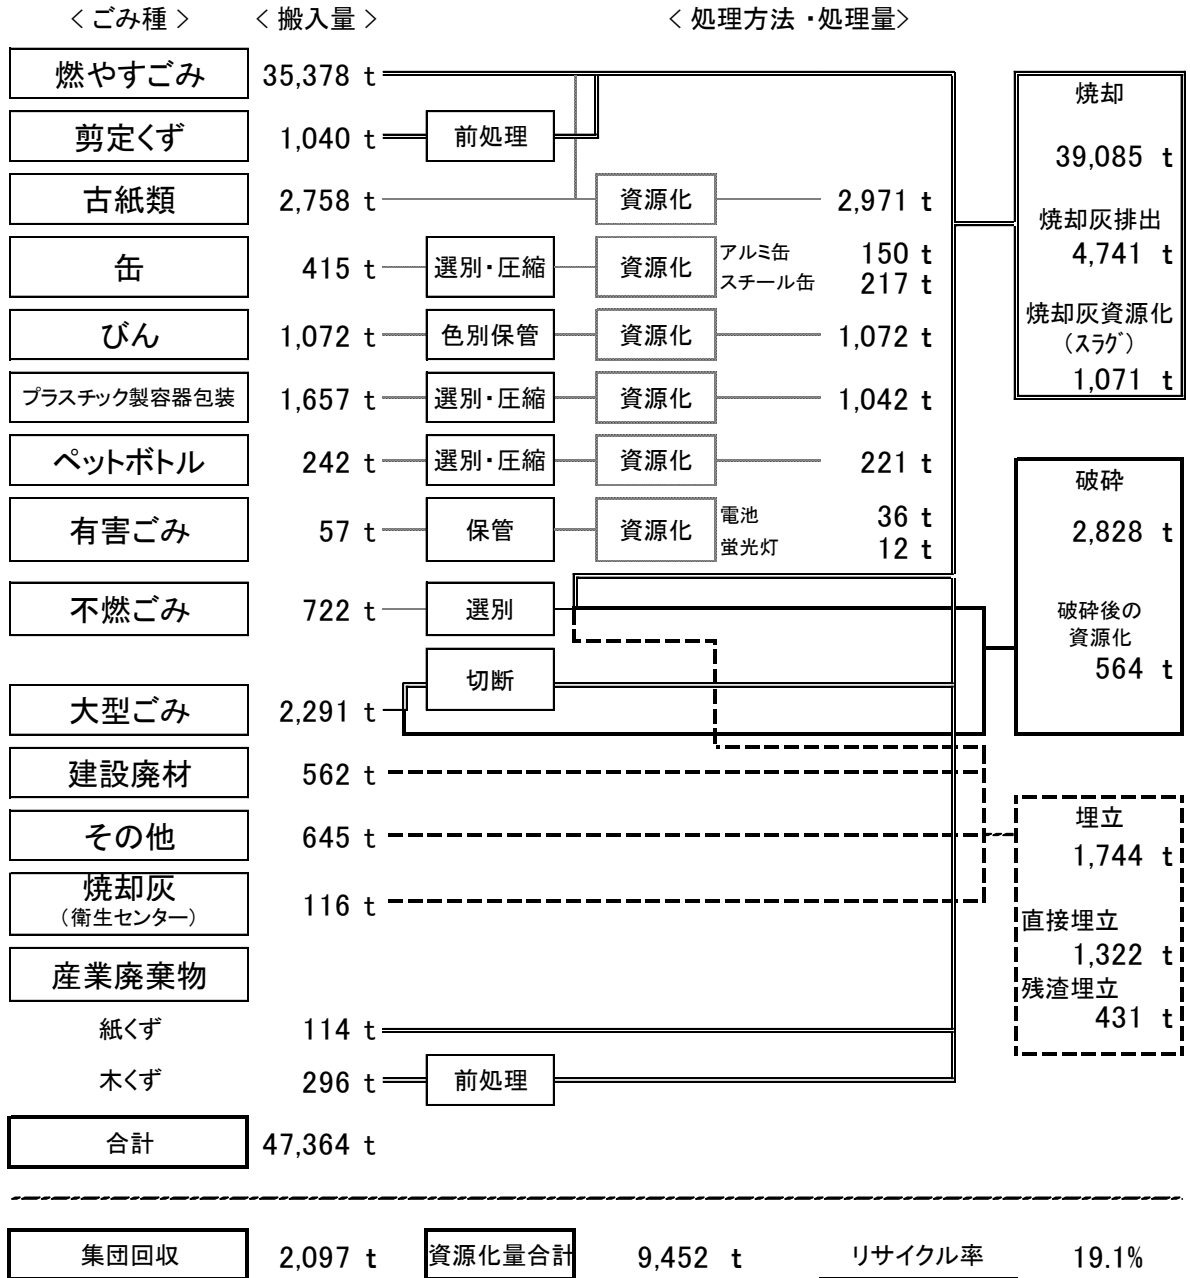 ＜ごみ種＞ ＜搬入量＞ ＜処理方法・処理量＞
燃やすごみ 35,378 t
剪定くず 1,040 t 前処理
古紙類 2,758 t 資源化 2,971 t
缶 415 t 選別・圧縮 資源化 アルミ缶 150 t
スチール缶 217 t
びん 1,072 t 色別保管 資源化 1,072 t
プラスチック製容器包装 1,657 t 選別・圧縮 資源化 1,042 t
ペットボトル 242 t 選別・圧縮 資源化 221 t
有害ごみ 57 t 保管 資源化 電池 36 t
蛍光灯 12 t
不燃ごみ 722 t 選別
切断
大型ごみ 2,291 t
建設廃材 562 t
その他 645 t
焼却灰
（衛生センター） 116 t
産業廃棄物
紙くず 114 t
木くず 296 t 前処理
合計 47,364 t
焼却
39,085 t
焼却灰排出
4,741 t
焼却灰資源化
（ｽﾗｸﾞ）
1,071 t
破砕
2,828 t
破砕後の
資源化
564 t
埋立
1,744 t
直接埋立
1,322 t
残渣埋立
431 t
集団回収 2,097 t 資源化量合計 9,452 t リサイクル率 19.1%